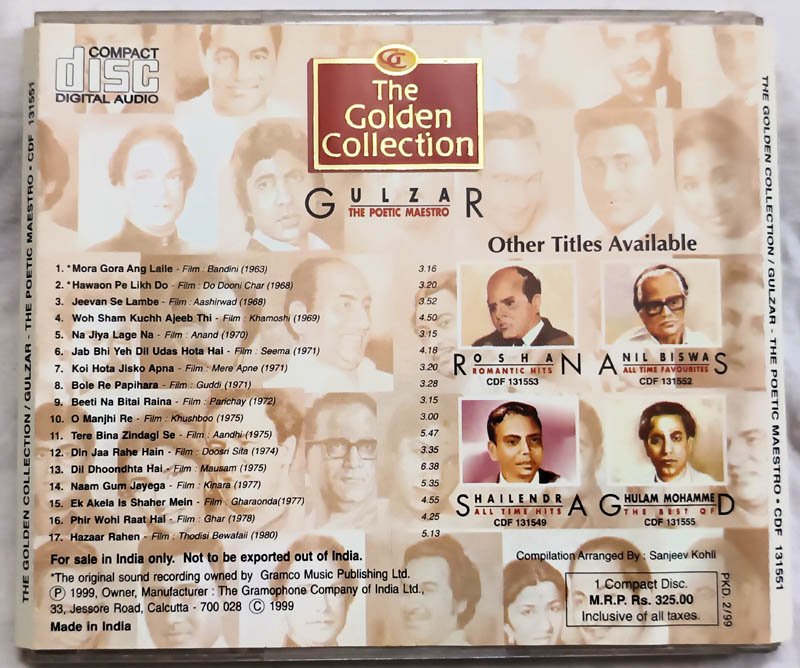 COMPACT
disc
DIGITAL AUDIO
GC
The
Golden
Collection
GULZAR
THE POETIC MAESTRO
1. *Mora Gora Ang Laile - Film : Bandini (1963) 3.16
2. *Hawaon Pe Likh Do - Film : Do Dooni Char (1968) 3.20
3. Jeevan Se Lambe - Film : Aashirwad (1968) 3.52
4. Woh Sham Kuchh Ajeeb Thi - Film : Khamoshi (1969) 4.50
5. Na Jiya Lage Na - Film : Anand (1970) 3.15
6. Jab Bhi Yeh Dil Udas Hota Hai - Film : Seema (1971) 4.18
7. Koi Hota Jisko Apna - Film : Mere Apne (1971) 3.20
8. Bole Re Papihara - Film : Guddi (1971) 3.28
9. Beeti Na Bitai Raina - Film : Parichay (1972) 3.15
10. O Manjhi Re - Film : Khushboo (1975) 3.00
11. Tere Bina Zindagi Se - Film : Aandhi (1975) 5.47
12. Din Jaa Rahe Hain - Film : Doosri Sita (1974) 3.35
13. Dil Dhoondhta Hai - Film : Mausam (1975) 6.38
14. Naam Gum Jayega - Film : Kinara (1977) 5.35
15. Ek Akela Is Shaher Mein - Film : Gharaonda(1977) 4.55
16. Phir Wohl Raat Hai - Film : Ghar (1978) 4.25
17. Hazaar Rahen - Film : Thodisi Bewafaii (1980) 5.13
For sale in India only. Not to be exported out of India.
*The original sound recording owned by Gramco Music Publishing Ltd.
Ⓟ 1999, Owner, Manufacturer : The Gramophone Company of India Ltd.,
33, Jessore Road, Calcutta - 700 028 © 1999
Made in India
Other Titles Available
ROSHAN
ROMANTIC HITS
CDF 131553
ANIL BISWAS
ALL TIME FAVOURITES
CDF 131552
SHAILENDRA
ALL TIME HITS
CDF 131549
GHULAM MOHAMMED
THE BEST OF
CDF 131555
Compilation Arranged By : Sanjeev Kohli
1 Compact Disc.
M.R.P. Rs. 325.00
Inclusive of all taxes.
PKD. 2/99
THE GOLDEN COLLECTION / GULZAR - THE POETIC MAESTRO • CDF 131551
THE GOLDEN COLLECTION / GULZAR - THE POETIC MAESTRO • CDF 131551